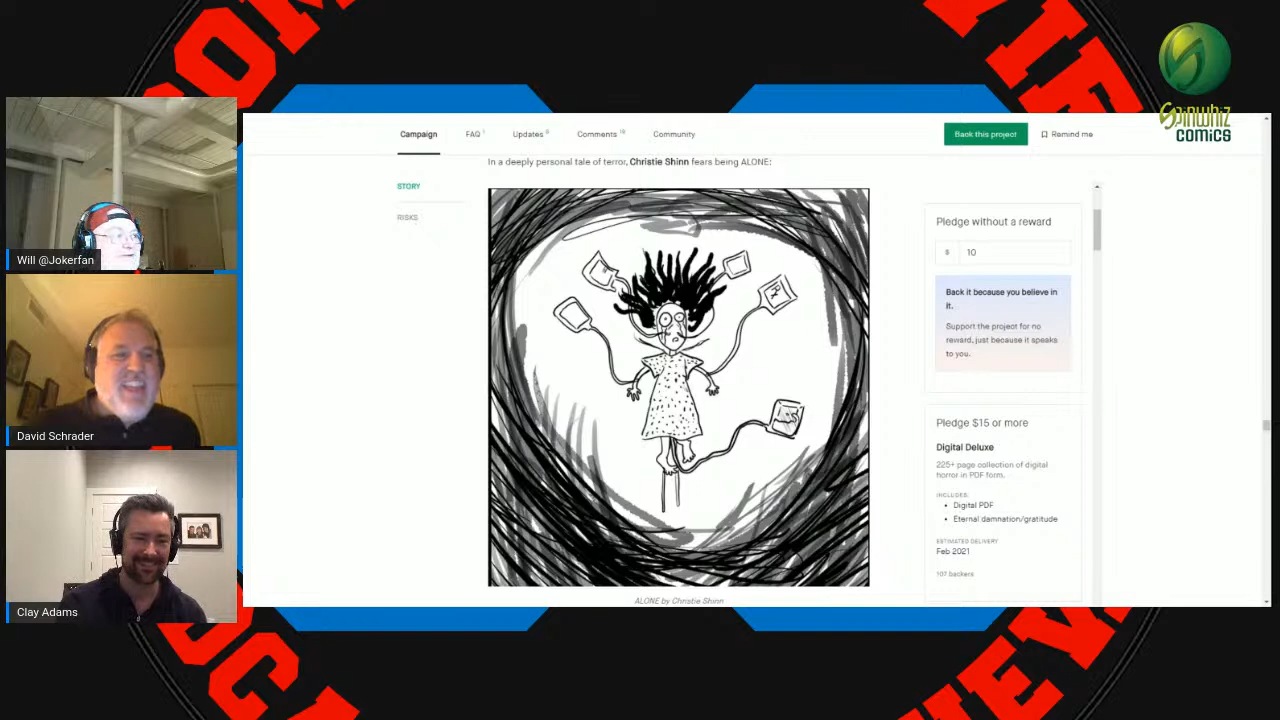 Spinwhiz
COMICS
Will @Jokerfan
David Schrader
Clay Adams
Campaign
FAQ 1
Updates
Comments
Community
Back this project
Remind me
In a deeply personal tale of terror, Christie Shinn fears being ALONE:
STORY
RISKS
ALONE by Christie Shinn
Pledge without a reward
$ 10
Back it because you believe in
it.
Support the project for no
reward, just because it speaks
to you.
Pledge $15 or more
Digital Deluxe
225+ page collection of digital
horror in PDF form.
INCLUDES:
• Digital PDF
• Eternal damnation/gratitude
ESTIMATED DELIVERY
Feb 2021
107 backers